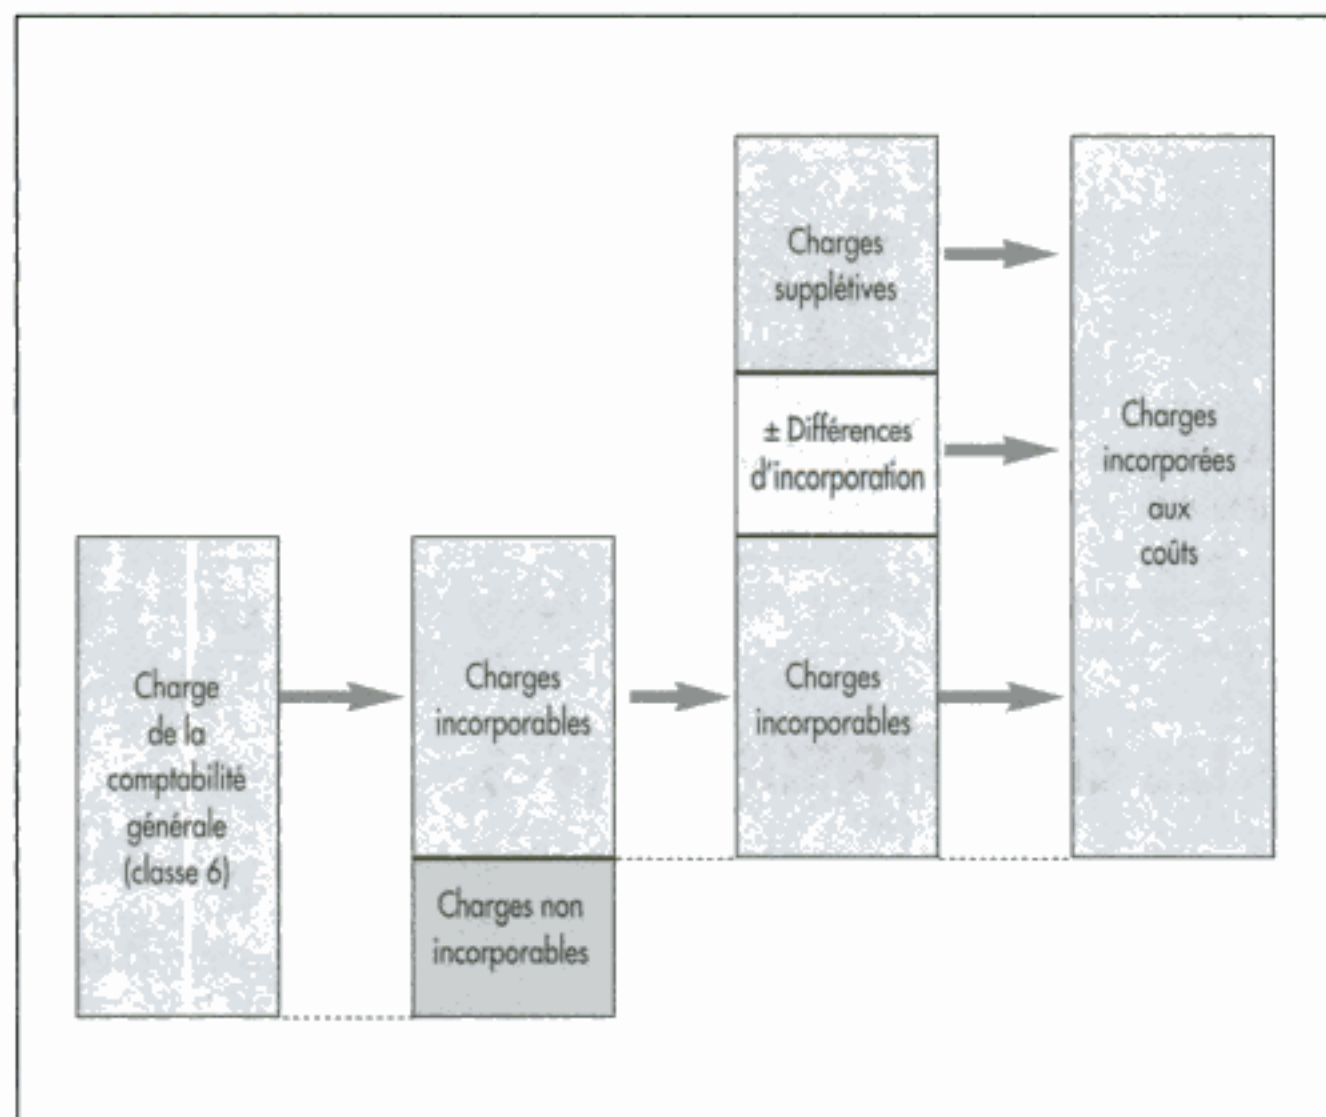 Charge
de la
comptabilité
générale
(classe 6)
Charges
incorporables
Charges non
incorporables
Charges
supplétives
± Différences
d'incorporation
Charges
incorporables
Charges
incorporées
aux
coûts